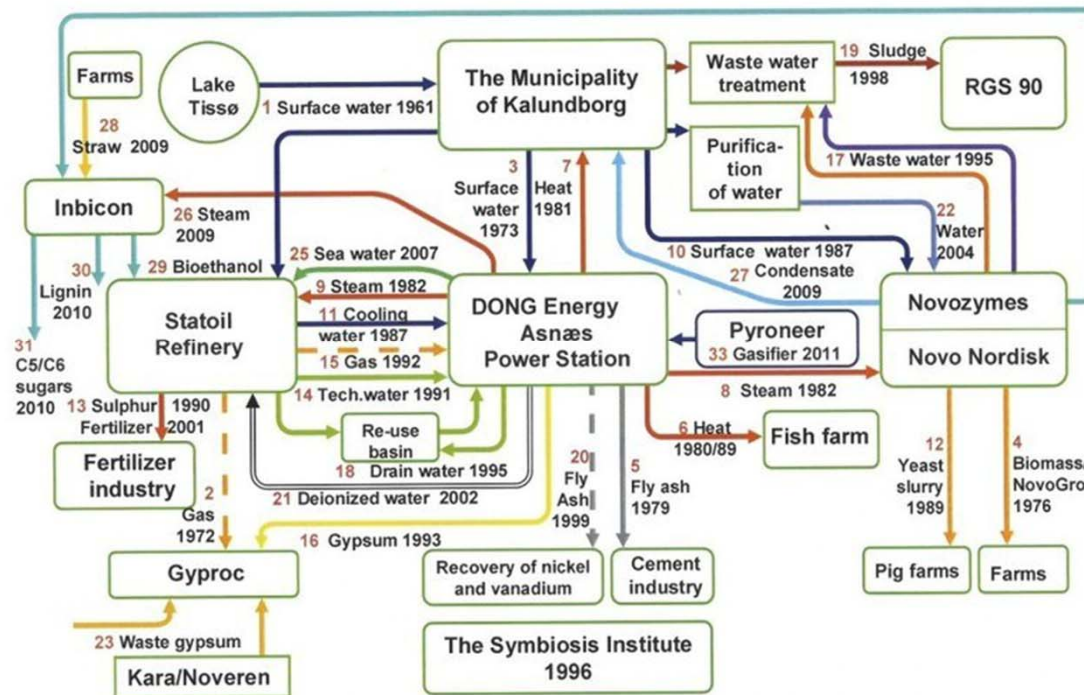 Farms
Lake
Tissø
The Municipality
of Kalundborg
Waste water
treatment
19 Sludge
1998
RGS 90
1 Surface water 1961
28
Straw 2009
3
Surface
water
1973
7
Heat
1981
Purifica-
tion
of water
17 Waste water 1995
Inbicon
26 Steam
2009
22
Water
2004
25 Sea water 2007
10 Surface water 1987
27 Condensate
2009
30
Lignin
2010
29 Bioethanol
9 Steam 1982
Statoil
Refinery
11 Cooling
water 1987
DONG Energy
Asnæs
Power Station
Pyroneer
33 Gasifier 2011
Novozymes
Novo Nordisk
31
C5/C6
sugars
2010
15 Gas 1992
14 Tech.water 1991
8 Steam 1982
13 Sulphur 1990
Fertilizer 2001
Re-use
basin
6 Heat
1980/89
Fish farm
Fertilizer
industry
18 Drain water 1995
21 Deionized water 2002
2
Gas
1972
20
Fly
Ash
1999
5
Fly ash
1979
12
Yeast
slurry
1989
4
Biomass/
NovoGro
1976
16 Gypsum 1993
Gyproc
Recovery of nickel
and vanadium
Cement
industry
Pig farms
Farms
23 Waste gypsum
Kara/Noveren
The Symbiosis Institute
1996